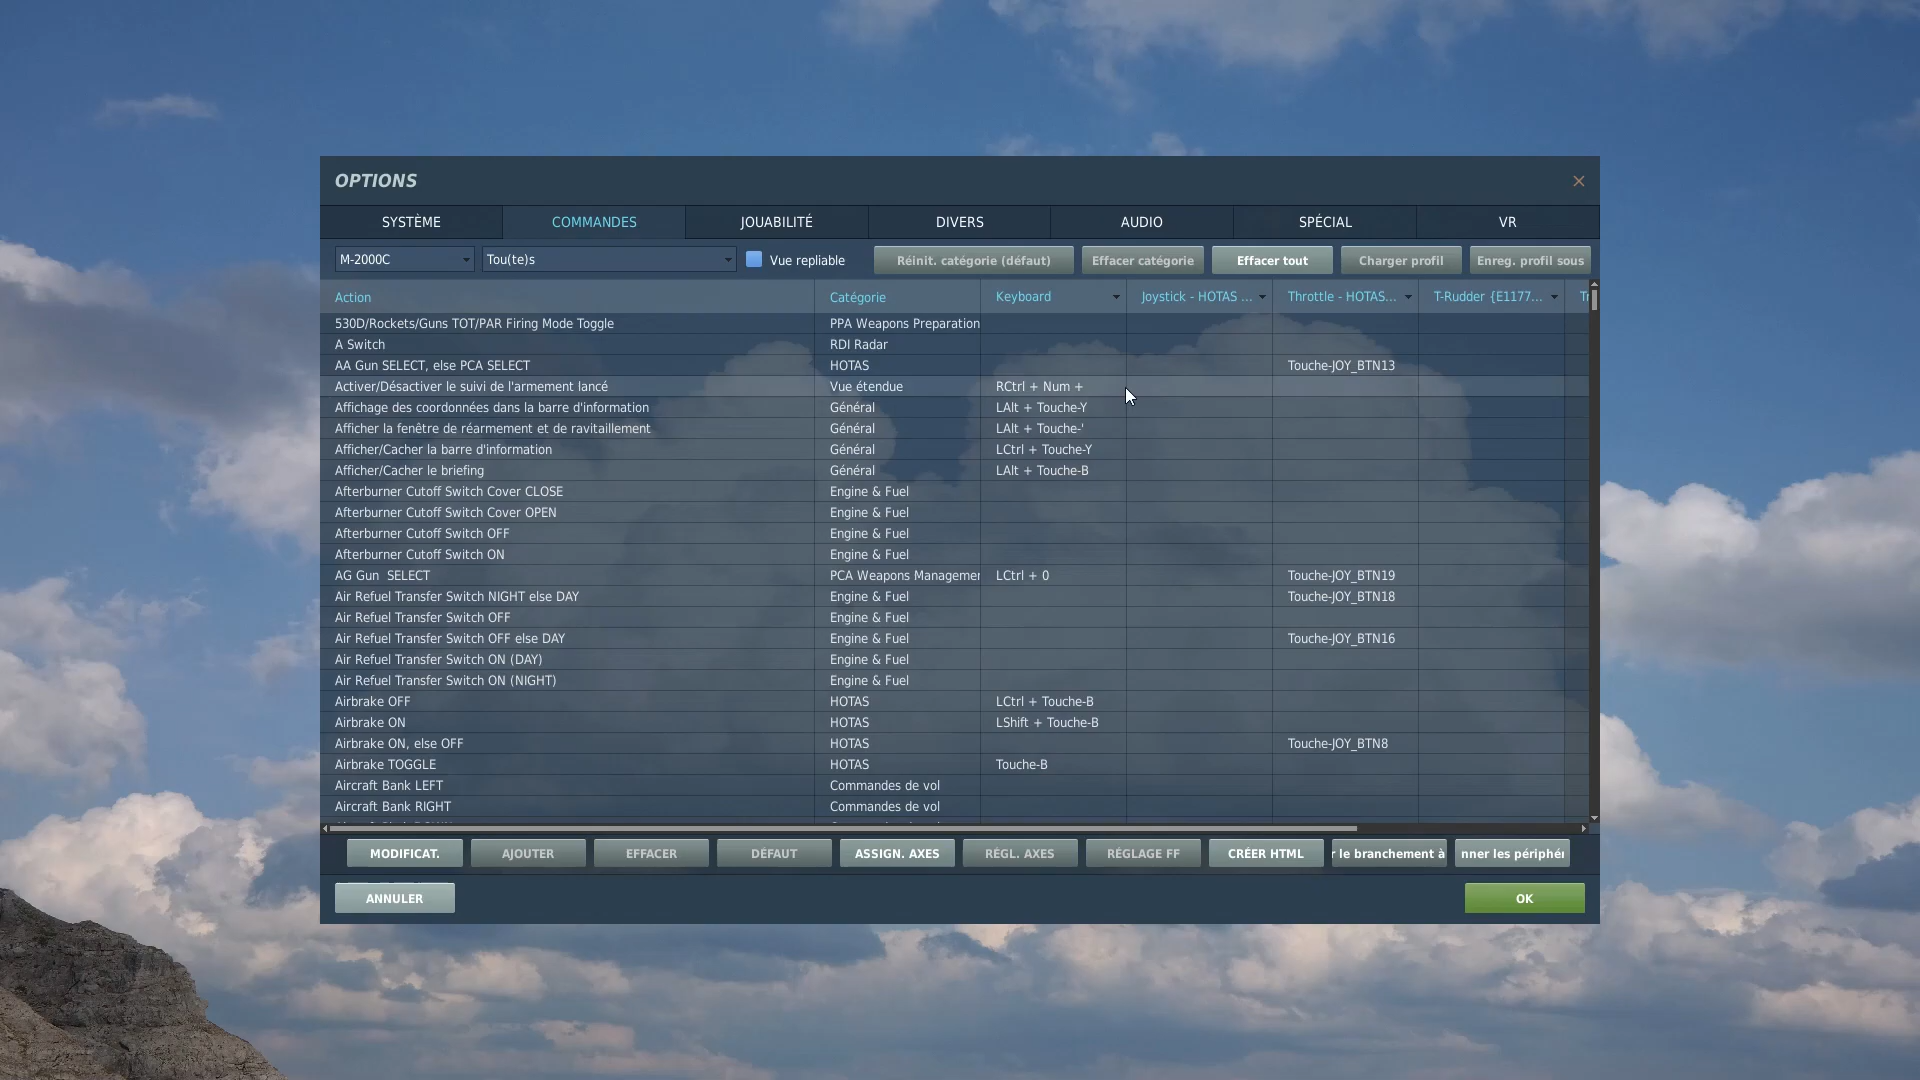 OPTIONS
SYSTÈME COMMANDES JOUABILITÉ DIVERS AUDIO SPÉCIAL VR
M-2000C Tou(te)s Vue repliable Réinit. catégorie (défaut) Effacer catégorie Effacer tout Charger profil Enreg. profil sous
Action Catégorie Keyboard Joystick - HOTAS ... Throttle - HOTAS... T-Rudder {E1177...
530D/Rockets/Guns TOT/PAR Firing Mode Toggle PPA Weapons Preparation
A Switch RDI Radar
AA Gun SELECT, else PCA SELECT HOTAS Touche-JOY_BTN13
Activer/Désactiver le suivi de l'armement lancé Vue étendue RCtrl + Num +
Affichage des coordonnées dans la barre d'information Général LAlt + Touche-Y
Afficher la fenêtre de réarmement et de ravitaillement Général LAlt + Touche-'
Afficher/Cacher la barre d'information Général LCtrl + Touche-Y
Afficher/Cacher le briefing Général LAlt + Touche-B
Afterburner Cutoff Switch Cover CLOSE Engine & Fuel
Afterburner Cutoff Switch Cover OPEN Engine & Fuel
Afterburner Cutoff Switch OFF Engine & Fuel
Afterburner Cutoff Switch ON Engine & Fuel
AG Gun  SELECT PCA Weapons Managemen LCtrl + 0 Touche-JOY_BTN19
Air Refuel Transfer Switch NIGHT else DAY Engine & Fuel Touche-JOY_BTN18
Air Refuel Transfer Switch OFF Engine & Fuel
Air Refuel Transfer Switch OFF else DAY Engine & Fuel Touche-JOY_BTN16
Air Refuel Transfer Switch ON (DAY) Engine & Fuel
Air Refuel Transfer Switch ON (NIGHT) Engine & Fuel
Airbrake OFF HOTAS LCtrl + Touche-B
Airbrake ON HOTAS LShift + Touche-B
Airbrake ON, else OFF HOTAS Touche-JOY_BTN8
Airbrake TOGGLE HOTAS Touche-B
Aircraft Bank LEFT Commandes de vol
Aircraft Bank RIGHT Commandes de vol
MODIFICAT. AJOUTER EFFACER DÉFAUT ASSIGN. AXES RÉGL. AXES RÉGLAGE FF CRÉER HTML r le branchement à nner les périphér
ANNULER OK